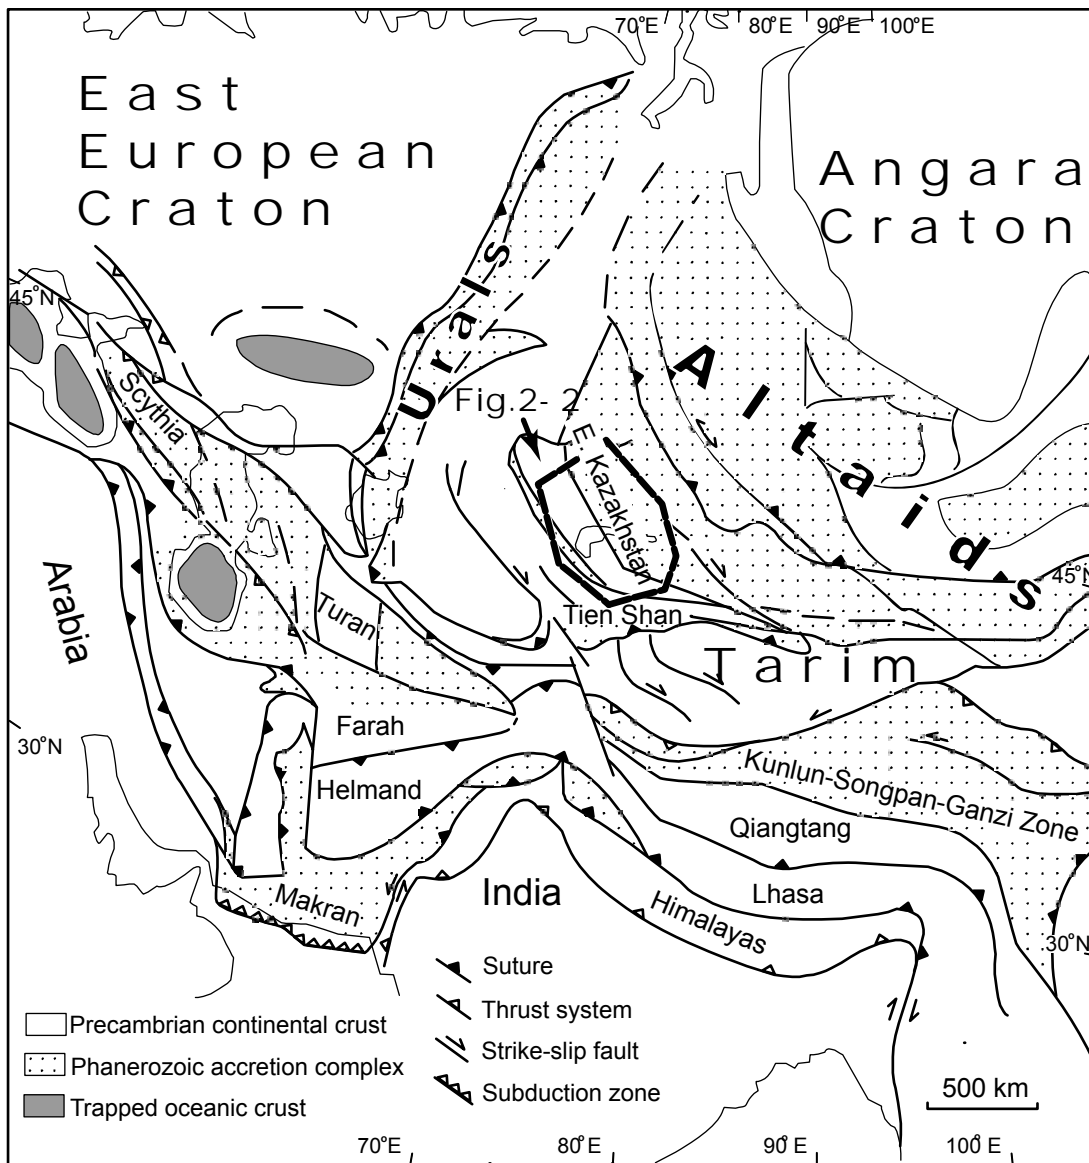 70°E
80°E
90°E
100°E
East
European
Craton
Angara
Craton
45°N
Urals
Altaids
Scythia
Fig.2- 2
E Kazakhstan
Arabia
45°N
Turan
Tien Shan
Tarim
30°N
Farah
Helmand
Kunlun-Songpan-Ganzi Zone
Qiangtang
Lhasa
India
Makran
Himalayas
30°N
Suture
Thrust system
Strike-slip fault
Subduction zone
Precambrian continental crust
Phanerozoic accretion complex
Trapped oceanic crust
500 km
70°E
80°E
90°E
100°E